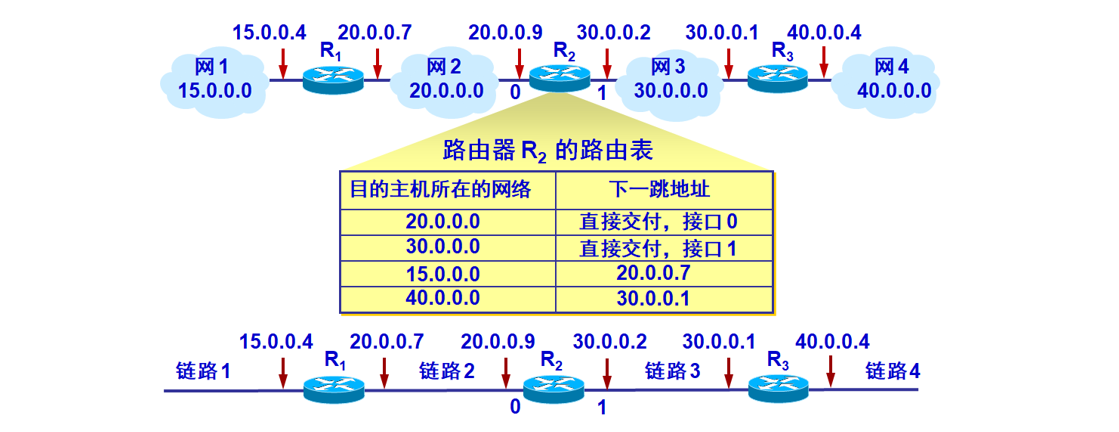 15.0.0.4 20.0.0.7 20.0.0.9 30.0.0.2 30.0.0.1 40.0.0.4
R1 R2 R3
网1 网2 网3 网4
15.0.0.0 20.0.0.0 30.0.0.0 40.0.0.0
0 1
路由器 R2 的路由表
目的主机所在的网络 下一跳地址
20.0.0.0 直接交付，接口 0
30.0.0.0 直接交付，接口 1
15.0.0.0 20.0.0.7
40.0.0.0 30.0.0.1
15.0.0.4 20.0.0.7 20.0.0.9 30.0.0.2 30.0.0.1 40.0.0.4
R1 R2 R3
链路1 链路2 链路3 链路4
0 1